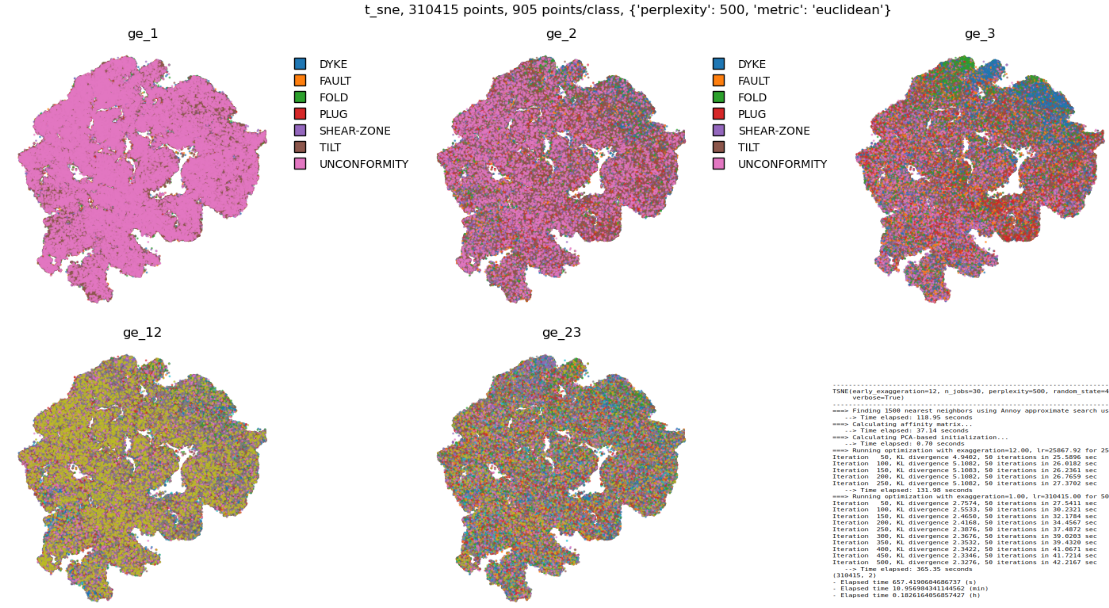 t_sne, 310415 points, 905 points/class, {'perplexity': 500, 'metric': 'euclidean'}
ge_1
ge_2
ge_3
DYKE
FAULT
FOLD
PLUG
SHEAR-ZONE
TILT
UNCONFORMITY
DYKE
FAULT
FOLD
PLUG
SHEAR-ZONE
TILT
UNCONFORMITY
ge_12
ge_23
--------------------------------------------------------------------------------
TSNE(early_exaggeration=12, n_jobs=30, perplexity=500, random_state=4
verbose=True)
--------------------------------------------------------------------------------
===> Finding 1500 nearest neighbors using Annoy approximate search us
--> Time elapsed: 118.95 seconds
===> Calculating affinity matrix...
--> Time elapsed: 37.14 seconds
===> Calculating PCA-based initialization...
--> Time elapsed: 0.70 seconds
===> Running optimization with exaggeration=12.00, lr=25867.92 for 25
Iteration 50, KL divergence 4.9402, 50 iterations in 25.5896 sec
Iteration 100, KL divergence 5.1082, 50 iterations in 26.0182 sec
Iteration 150, KL divergence 5.1083, 50 iterations in 26.2361 sec
Iteration 200, KL divergence 5.1082, 50 iterations in 26.7659 sec
Iteration 250, KL divergence 5.1082, 50 iterations in 27.3702 sec
--> Time elapsed: 131.98 seconds
===> Running optimization with exaggeration=1.00, lr=310415.00 for 50
Iteration 50, KL divergence 2.7574, 50 iterations in 27.5411 sec
Iteration 100, KL divergence 2.5533, 50 iterations in 30.2321 sec
Iteration 150, KL divergence 2.4650, 50 iterations in 32.1784 sec
Iteration 200, KL divergence 2.4168, 50 iterations in 34.4567 sec
Iteration 250, KL divergence 2.3876, 50 iterations in 37.4872 sec
Iteration 300, KL divergence 2.3676, 50 iterations in 39.0203 sec
Iteration 350, KL divergence 2.3532, 50 iterations in 39.4320 sec
Iteration 400, KL divergence 2.3422, 50 iterations in 41.0671 sec
Iteration 450, KL divergence 2.3346, 50 iterations in 41.7214 sec
Iteration 500, KL divergence 2.3276, 50 iterations in 42.2167 sec
--> Time elapsed: 365.35 seconds
(310415, 2)
- Elapsed time 657.4190604686737 (s)
- Elapsed time 10.956984341144562 (min)
- Elapsed time 0.1826164056857427 (h)